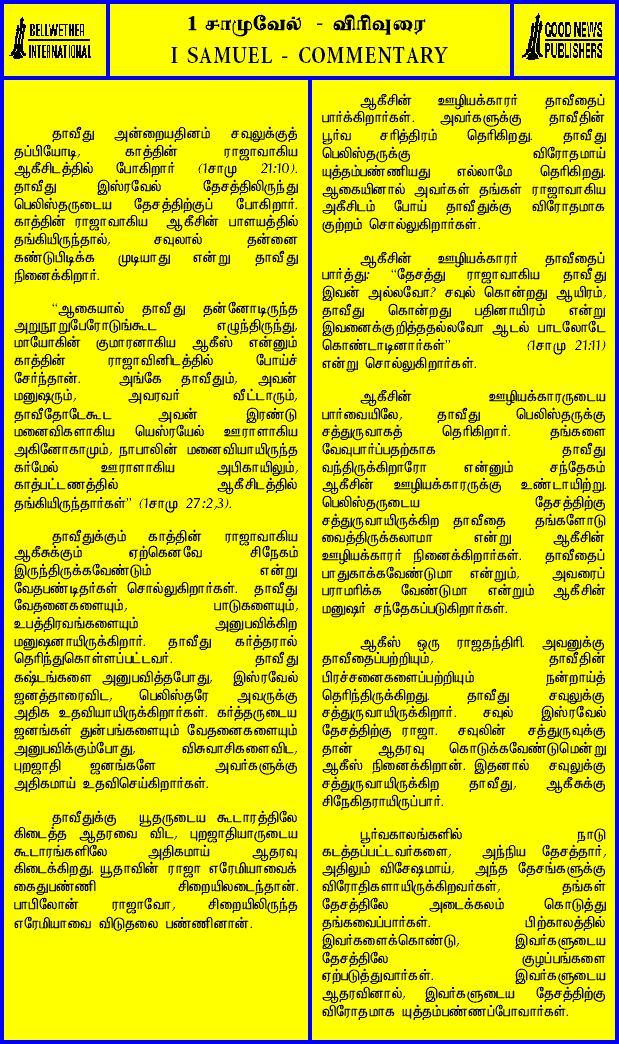 BELLWETHER
INTERNATIONAL
1 சாமுவேல் - விரிவுரை
I SAMUEL - COMMENTARY
GOOD NEWS
PUBLISHERS
தாவீது அன்றையதினம் சவுலுக்குத்
தப்பியோடி, காத்தின் ராஜாவாகிய
ஆகீசிடத்தில் போகிறார் (1சாமு 21:10).
தாவீது இஸ்ரவேல் தேசத்திலிருந்து
பெலிஸ்தருடைய தேசத்திற்குப் போகிறார்.
காத்தின் ராஜாவாகிய ஆகீசின் பாளயத்தில்
தங்கியிருந்தால், சவுலால் தன்னை
கண்டுபிடிக்க முடியாது என்று தாவீது
நினைக்கிறார்.
“ஆகையால் தாவீது தன்னோடிருந்த
அறுநூறுபேரோடுங்கூட எழுந்திருந்து,
மாயோகின் குமாரனாகிய ஆகீஸ் என்னும்
காத்தின் ராஜாவினிடத்தில் போய்ச்
சேர்ந்தான். அங்கே தாவீதும், அவன்
மனுஷரும், அவரவர் வீட்டாரும்,
தாவீதோடேகூட அவன் இரண்டு
மனைவிகளாகிய யெஸ்ரயேல் ஊராளாகிய
அகினோகாமும், நாபாலின் மனைவியாயிருந்த
கர்மேல் ஊராளாகிய அபிகாயிலும்,
காத்பட்டணத்தில் ஆகீசிடத்தில்
தங்கியிருந்தார்கள்” (1சாமு 27:2,3).
தாவீதுக்கும் காத்தின் ராஜாவாகிய
ஆகீசுக்கும் ஏற்கெனவே சிநேகம்
இருந்திருக்கவேண்டும் என்று
வேதபண்டிதர்கள் சொல்லுகிறார்கள். தாவீது
வேதனைகளையும், பாடுகளையும்,
உபத்திரவங்களையும் அனுபவிக்கிற
மனுஷனாயிருக்கிறார். தாவீது கர்த்தரால்
தெரிந்துகொள்ளப்பட்டவர். தாவீது
கஷ்டங்களை அனுபவித்தபோது, இஸ்ரவேல்
ஜனத்தாரைவிட, பெலிஸ்தரே அவருக்கு
அதிக உதவியாயிருக்கிறார்கள். கர்த்தருடைய
ஜனங்கள் துன்பங்களையும் வேதனைகளையும்
அனுபவிக்கும்போது, விசுவாசிகளைவிட,
புறஜாதி ஜனங்களே அவர்களுக்கு
அதிகமாய் உதவிசெய்கிறார்கள்.
தாவீதுக்கு யூதருடைய கூடாரத்திலே
கிடைத்த ஆதரவை விட, புறஜாதியாருடைய
கூடாரங்களிலே அதிகமாய் ஆதரவு
கிடைக்கிறது. யூதாவின் ராஜா எரேமியாவைக்
கைதுபண்ணி சிறையிலடைந்தான்.
பாபிலோன் ராஜாவோ, சிறையிலிருந்த
எரேமியாவை விடுதலை பண்ணினான்.
ஆகீசின் ஊழியக்காரர் தாவீதைப்
பார்க்கிறார்கள். அவர்களுக்கு தாவீதின்
பூர்வ சரித்திரம் தெரிகிறது. தாவீது
பெலிஸ்தருக்கு விரோதமாய்
யுத்தம்பண்ணியது எல்லாமே தெரிகிறது.
ஆகையினால் அவர்கள் தங்கள் ராஜாவாகிய
அகீசிடம் போய் தாவீதுக்கு விரோதமாக
குற்றம் சொல்லுகிறார்கள்.
ஆகீசின் ஊழியக்காரர் தாவீதைப்
பார்த்து: “தேசத்து ராஜாவாகிய தாவீது
இவன் அல்லவோ? சவுல் கொன்றது ஆயிரம்,
தாவீது கொன்றது பதினாயிரம் என்று
இவனைக்குறித்ததல்லவோ ஆடல் பாடலோடே
கொண்டாடினார்கள்” (1சாமு 21:11)
என்று சொல்லுகிறார்கள்.
ஆகீசின் ஊழியக்காரருடைய
பார்வையிலே, தாவீது பெலிஸ்தருக்கு
சத்துருவாகத் தெரிகிறார். தங்களை
வேவுபார்ப்பதற்காக தாவீது
வந்திருக்கிறாரோ என்னும் சந்தேகம்
ஆகீசின் ஊழியக்காரருக்கு உண்டாயிற்று.
பெலிஸ்தருடைய தேசத்திற்கு
சத்துருவாயிருக்கிற தாவீதை தங்களோடு
வைத்திருக்கலாமா என்று ஆகீசின்
ஊழியக்காரர் நினைக்கிறார்கள். தாவீதைப்
பாதுகாக்கவேண்டுமா என்றும், அவரைப்
பராமரிக்க வேண்டுமா என்றும் ஆகீசின்
மனுஷர் சந்தேகப்படுகிறார்கள்.
ஆகீஸ் ஒரு ராஜதந்திரி. அவனுக்கு
தாவீதைப்பற்றியும், தாவீதின்
பிரச்சனைகளைப்பற்றியும் நன்றாய்த்
தெரிந்திருக்கிறது. தாவீது சவுலுக்கு
சத்துருவாயிருக்கிறார். சவுல் இஸ்ரவேல்
தேசத்திற்கு ராஜா. சவுலின் சத்துருவுக்கு
தான் ஆதரவு கொடுக்கவேண்டுமென்று
ஆகீஸ் நினைக்கிறான். இதனால் சவுலுக்கு
சத்துருவாயிருக்கிற தாவீது, ஆகீசுக்கு
சிநேகிதராயிருப்பார்.
பூர்வகாலங்களில் நாடு
கடத்தப்பட்டவர்களை, அந்நிய தேசத்தார்,
அதிலும் விசேஷமாய், அந்த தேசங்களுக்கு
விரோதிகளாயிருக்கிறவர்கள், தங்கள்
தேசத்திலே அடைக்கலம் கொடுத்து
தங்கவைப்பார்கள். பிற்காலத்தில்
இவர்களைக்கொண்டு, இவர்களுடைய
தேசத்திலே குழப்பங்களை
ஏற்படுத்துவார்கள். இவர்களுடைய
ஆதரவினால், இவர்களுடைய தேசத்திற்கு
விரோதமாக யுத்தம்பண்ணப்போவார்கள்.